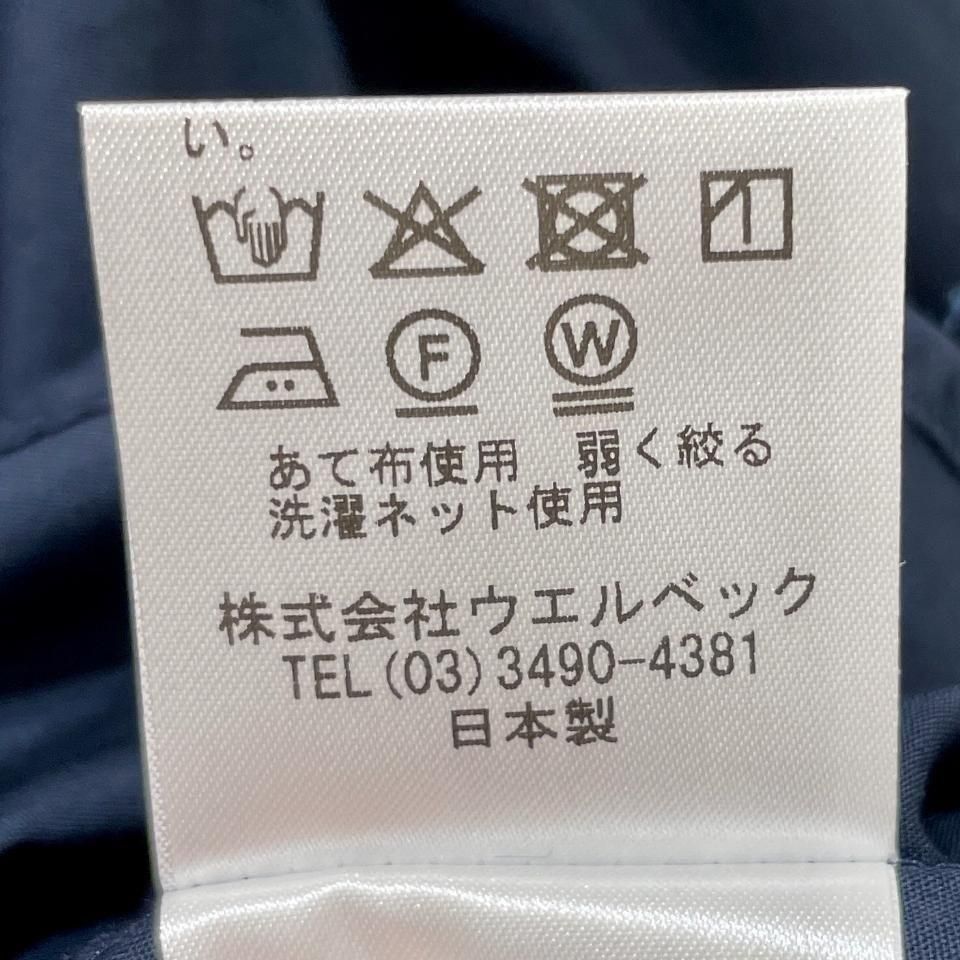 い。
F W
あて布使用 弱く絞る
洗濯ネット使用
株式会社ウエルベック
TEL(03)3490-4381
日本製